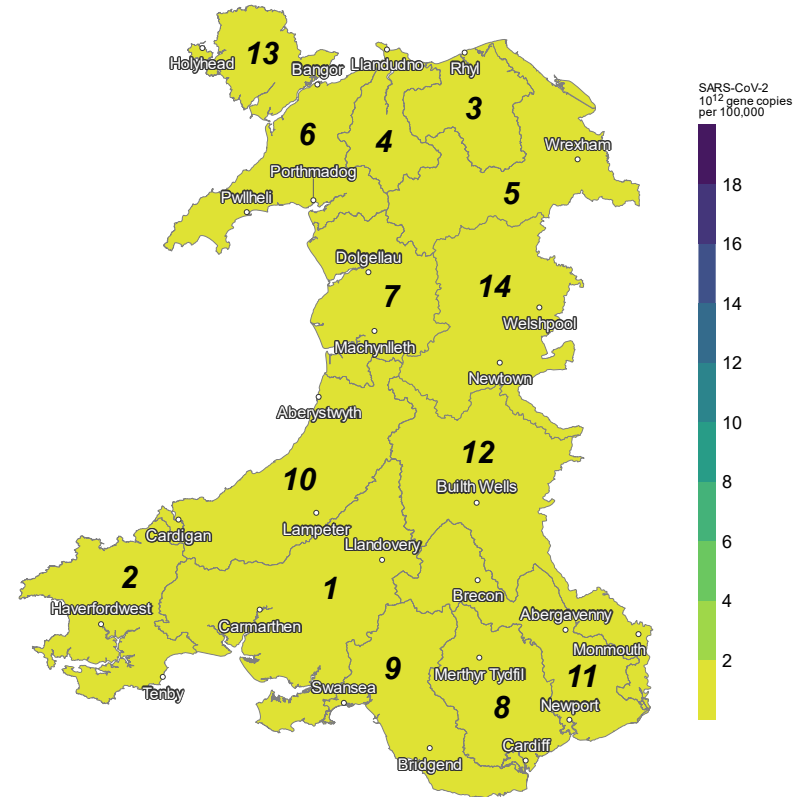 13
Holyhead
Bangor
Llandudno
Rhyl
SARS-CoV-2
10¹² gene copies
per 100,000
3
6
4
Wrexham
Porthmadog
Pwllheli
5
18
16
Dolgellau
7
14
14
Welshpool
Machynlleth
12
Newtown
Aberystwyth
10
12
10
Builth Wells
8
Lampeter
Cardigan
Llandovery
6
2
1
Haverfordwest
Brecon
4
Carmarthen
Abergavenny
Monmouth
9
Merthyr Tydfil
11
2
Tenby
Swansea
8
Newport
Cardiff
Bridgend